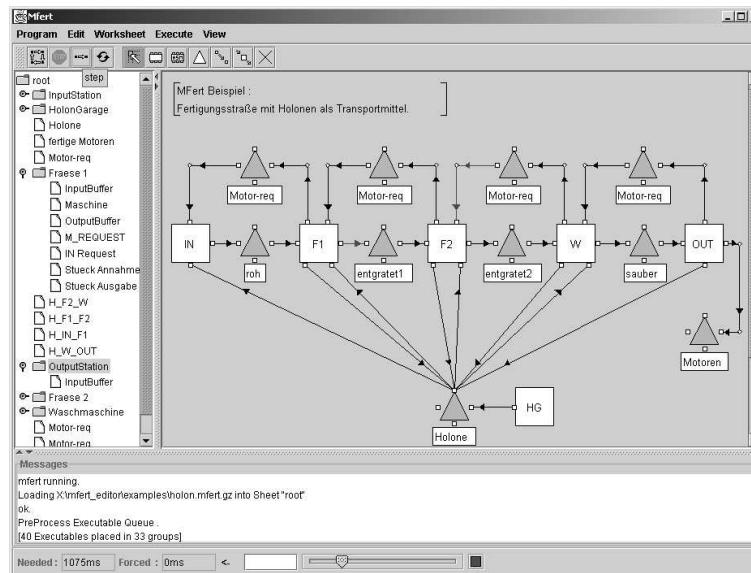 Mfert
Program Edit Worksheet Execute View
step
root
InputStation
HolonGarage
Holone
fertige Motoren
Motor-req
Fraese 1
InputBuffer
Maschine
OutputBuffer
M_REQUEST
IN Request
Stueck Annahme
Stueck Ausgabe
H_F2_W
H_F1_F2
H_IN_F1
H_W_OUT
OutputStation
InputBuffer
Fraese 2
Waschmaschine
Motor-req
Motor-req
MFert Beispiel :
Fertigungsstraße mit Holonen als Transportmittel.
Motor-req Motor-req Motor-req Motor-req
IN F1 F2 W OUT
roh entgratet1 entgratet2 sauber
Motoren
HG
Holone
Messages
mfert running.
Loading X:\mfert_editor\examples\holon.mfert.gz into Sheet "root"
ok.
PreProcess Executable Queue .
[40 Executables placed in 33 groups]
Needed : 1075ms Forced : 0ms <-